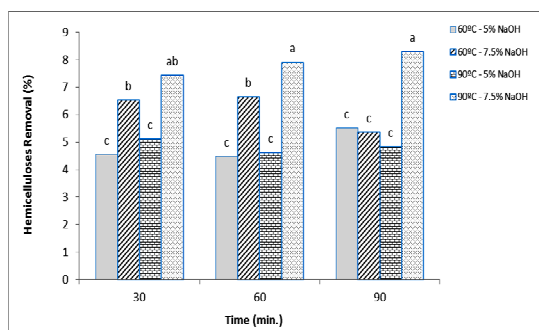 9
8
7
6
5
4
3
2
1
0
Hemicelluloses Removal (%)
c
b
c
ab
c
b
c
a
c
c
c
a
30
60
90
Time (min.)
60ºC - 5% NaOH
60ºC - 7.5% NaOH
90ºC - 5% NaOH
90ºC - 7.5% NaOH